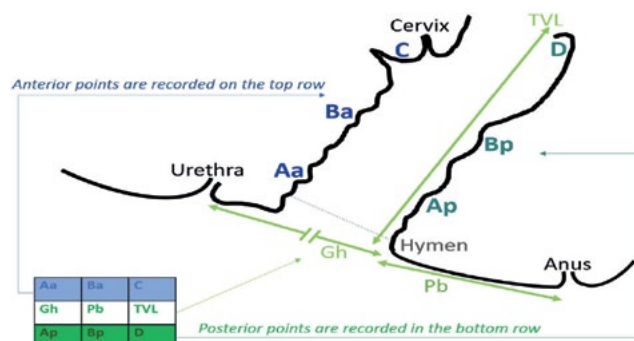 TVL
Cervix
C
D
Anterior points are recorded on the top row
Ba
Bp
Urethra
Aa
Ap
Hymen
Gh
Anus
Pb
Aa Ba C
Gh Pb TVL
Ap Bp D
Posterior points are recorded in the bottom row